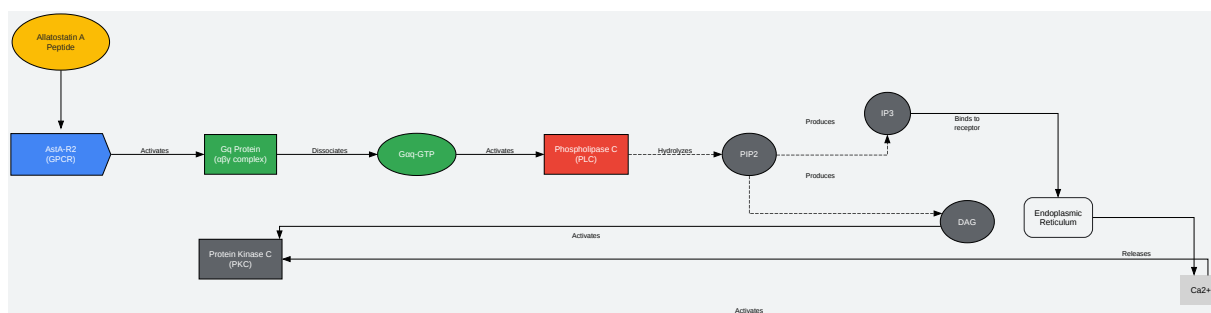 Allatostatin A
Peptide
AstA-R2
(GPCR)
Activates
Gq Protein
(αβγ complex)
Dissociates
Gαq-GTP
Activates
Phospholipase C
(PLC)
Hydrolyzes
PIP2
Produces
Produces
IP3
Binds to
receptor
Endoplasmic
Reticulum
DAG
Activates
Protein Kinase C
(PKC)
Releases
Ca2+
Activates